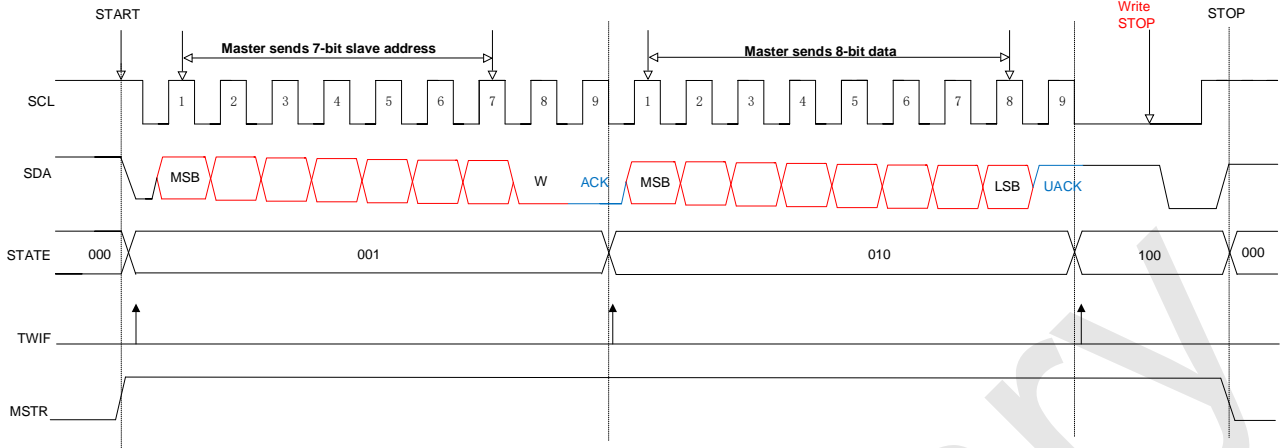 START
Write
STOP
STOP
Master sends 7-bit slave address
Master sends 8-bit data
SCL
1 2 3 4 5 6 7 8 9 1 2 3 4 5 6 7 8 9
SDA
MSB W ACK MSB LSB UACK
STATE
000 001 010 100 000
TWIF
MSTR